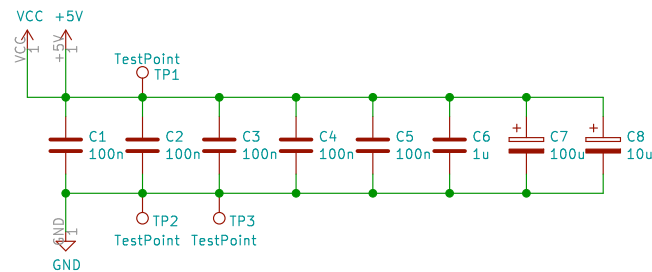 VCC +5V
VCC 1 +5V 1
TestPoint
TP1
C1 C2 C3 C4 C5 C6 + C7 + C8
100n 100n 100n 100n 100n 1u 100u 10u
GND 1 TP2 TP3
TestPoint TestPoint
GND